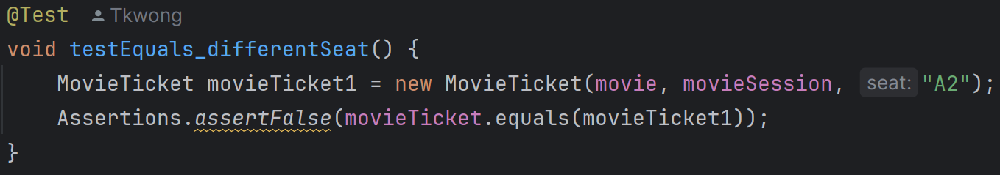 @Test Tkwong
void testEquals_differentSeat() {
MovieTicket movieTicket1 = new MovieTicket(movie, movieSession, seat: "A2");
Assertions.assertFalse(movieTicket.equals(movieTicket1));
}